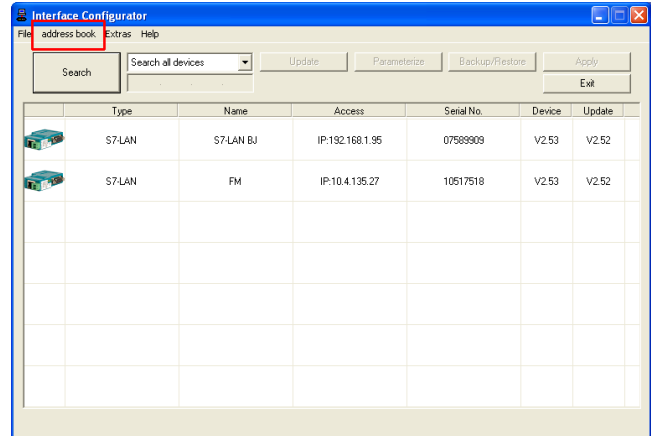 Interface Configurator
File address book Extras Help
Search
Search all devices
Update Parameterize Backup/Restore Apply
Exit
Type Name Access Serial No. Device Update
S7-LAN S7-LAN BJ IP:192.168.1.95 07589909 V2.53 V2.52
S7-LAN FM IP:10.4.135.27 10517518 V2.53 V2.52